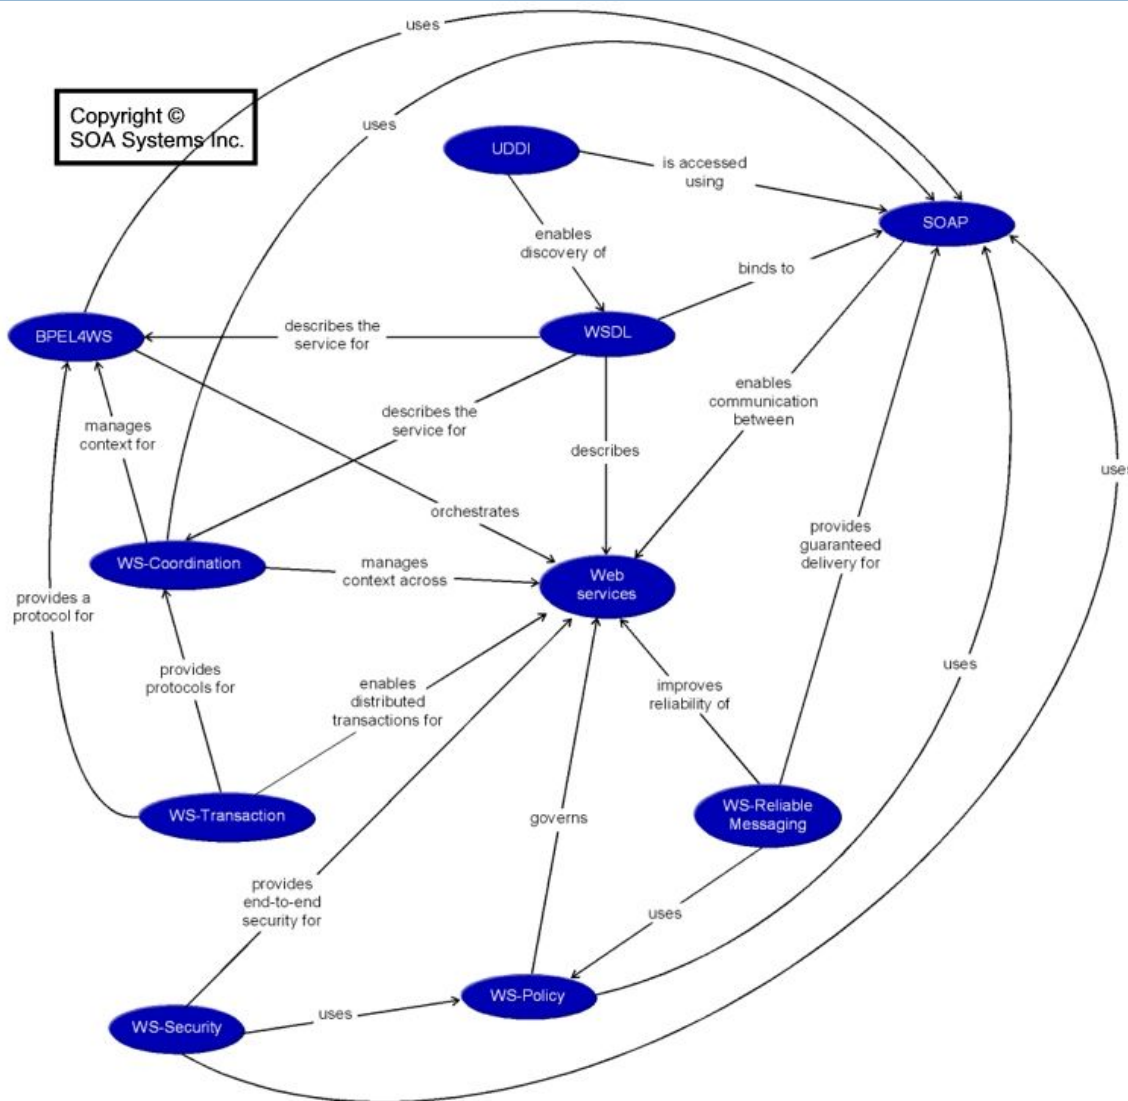 uses
Copyright ©
SOA Systems Inc.
uses
UDDI
is accessed
using
SOAP
enables
discovery of
binds to
BPEL4WS
describes the
service for
WSDL
enables
communication
between
manages
context for
describes the
service for
describes
uses
orchestrates
provides
guaranteed
delivery for
WS-Coordination
manages
context across
Web
services
provides a
protocol for
provides
protocols for
enables
distributed
transactions for
improves
reliability of
uses
WS-Transaction
governs
WS-Reliable
Messaging
provides
end-to-end
security for
uses
WS-Policy
WS-Security
uses